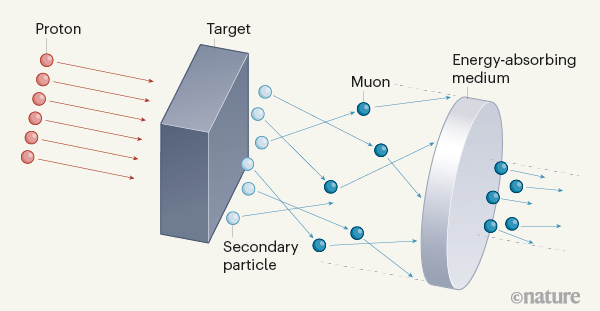 Proton
Target
Muon
Energy-absorbing
medium
Secondary
particle
©nature